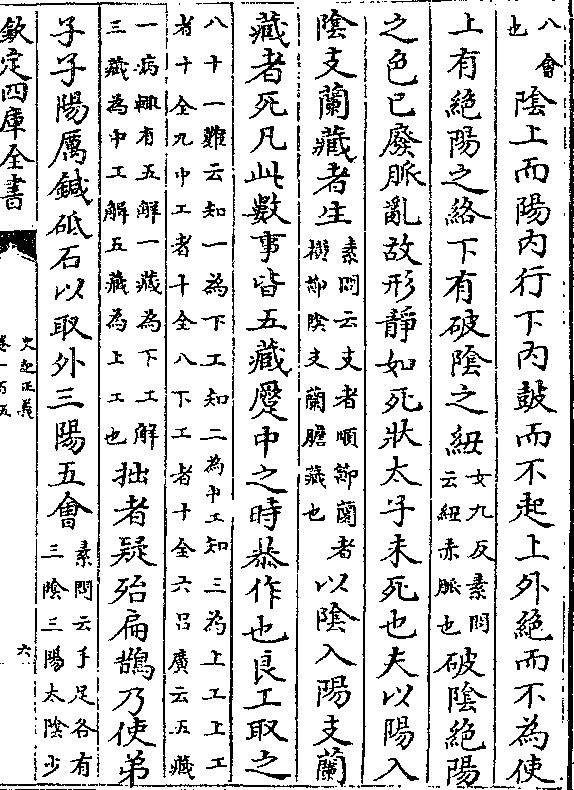 八會
也
陰上而陽內行下內鼓而不起上外絕而不為使
上有絕陽之絡下有破陰之紐
女九反素問
云紐赤脈也
破陰絕陽
之色已廢脈亂故形靜如死狀太子未死也夫以陽入
陰支蘭藏者生
素問云支者順節蘭者
橫節陰支蘭膽藏也
以陰入陽支蘭
藏者死凡此數事皆五藏蹷中之時暴作也良工取之
八十一難云知一為下工知二為中工知三為上工上工
者十全九中工者十全八下工者十全六呂廣云五藏
一病輒有五解一藏為下工解
三藏為中工解五藏為上工也
拙者疑殆扁鵲乃使弟
子子陽厲鍼砥石以取外三陽五會
素問云手足各有
三陰三陽太陰少
欽定四庫全書
史記正義
卷一百五
六